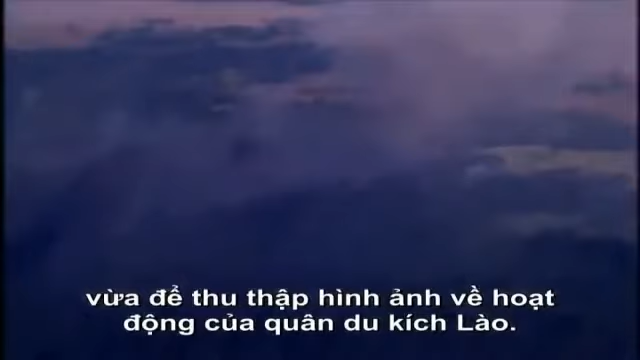 vừa để thu thập hình ảnh về hoạt
động của quân du kích Lào.